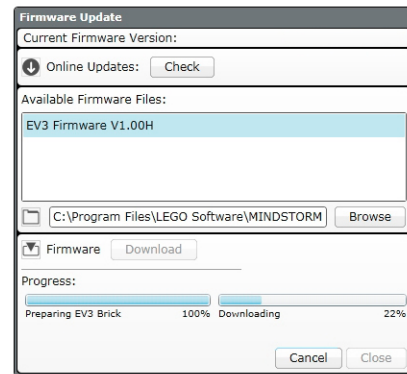 Firmware Update
Current Firmware Version:
Online Updates: Check
Available Firmware Files:
EV3 Firmware V1.00H
C:\Program Files\LEGO Software\MINDSTORM Browse
Firmware Download
Progress:
Preparing EV3 Brick 100% Downloading 22%
Cancel Close